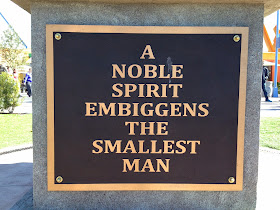 A
NOBLE
SPIRIT
EMBIGGENS
THE
SMALLEST
MAN